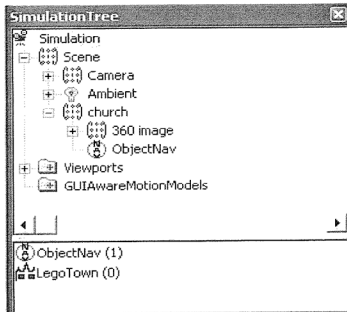 SimulationTree
Simulation
Scene
Camera
Ambient
church
360 image
ObjectNav
Viewports
GUIAwareMotionModels
ObjectNav (1)
LegoTown (0)